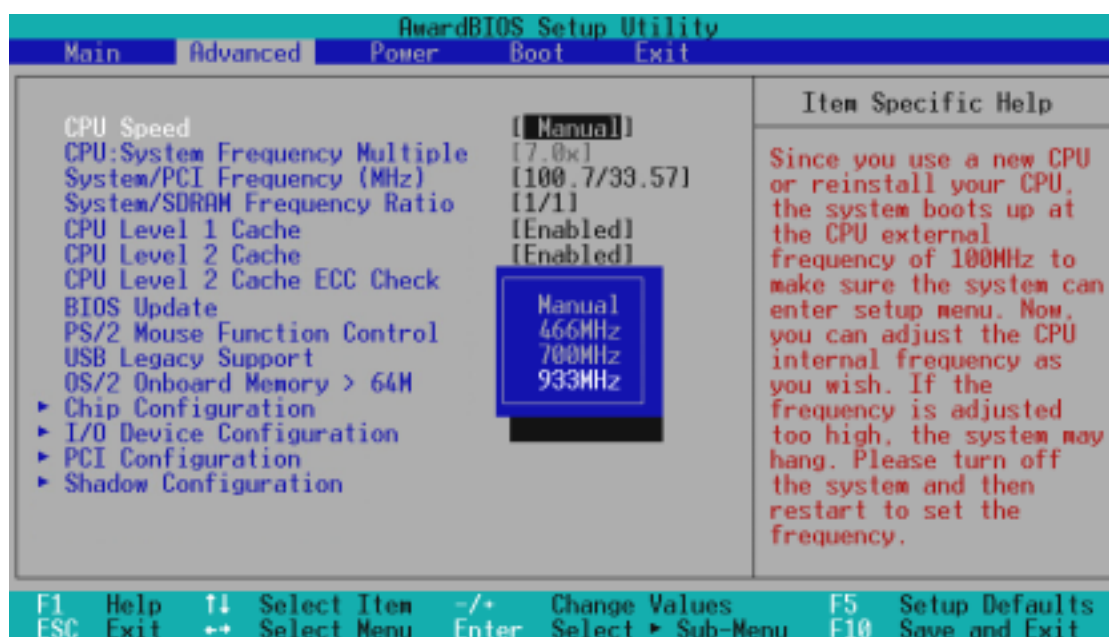 AwardBIOS Setup Utility
Main Advanced Power Boot Exit
CPU Speed [ Manual]
CPU:System Frequency Multiple [7.0x]
System/PCI Frequency (MHz) [100.7/33.57]
System/SDRAM Frequency Ratio [1/1]
CPU Level 1 Cache [Enabled]
CPU Level 2 Cache [Enabled]
CPU Level 2 Cache ECC Check
BIOS Update
PS/2 Mouse Function Control
USB Legacy Support
OS/2 Onboard Memory > 64M
► Chip Configuration
► I/O Device Configuration
► PCI Configuration
► Shadow Configuration
Manual
466MHz
700MHz
933MHz
Item Specific Help
Since you use a new CPU
or reinstall your CPU,
the system boots up at
the CPU external
frequency of 100MHz to
make sure the system can
enter setup menu. Now,
you can adjust the CPU
internal frequency as
you wish. If the
frequency is adjusted
too high, the system may
hang. Please turn off
the system and then
restart to set the
frequency.
F1 Help ↑↓ Select Item -/+ Change Values F5 Setup Defaults
ESC Exit ←→ Select Menu Enter Select ► Sub-Menu F10 Save and Exit